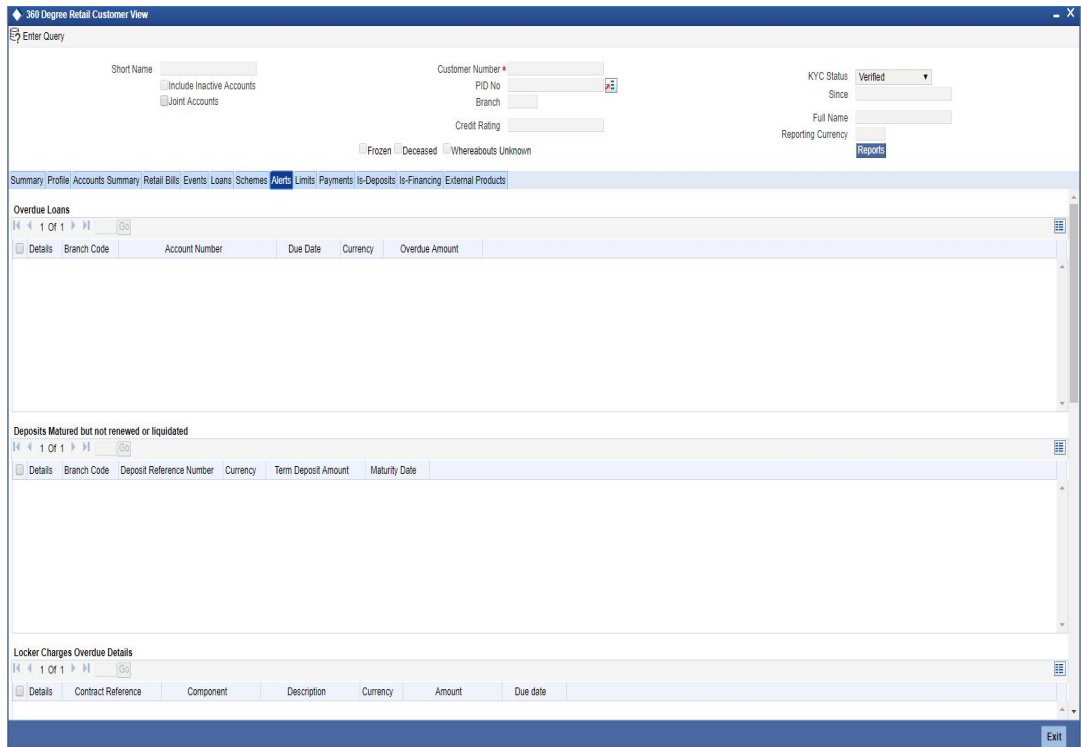 360 Degree Retail Customer View
Enter Query
Short Name
Include Inactive Accounts
Joint Accounts
Customer Number *
PID No
Branch
Credit Rating
Frozen Deceased Whereabouts Unknown
KYC Status Verified
Since
Full Name
Reporting Currency
Reports
Summary Profile Accounts Summary Retail Bills Events Loans Schemes Alerts Limits Payments Is-Deposits Is-Financing External Products
Overdue Loans
1 Of 1 Go
Details Branch Code Account Number Due Date Currency Overdue Amount
Deposits Matured but not renewed or liquidated
1 Of 1 Go
Details Branch Code Deposit Reference Number Currency Term Deposit Amount Maturity Date
Locker Charges Overdue Details
1 Of 1 Go
Details Contract Reference Component Description Currency Amount Due date
Exit